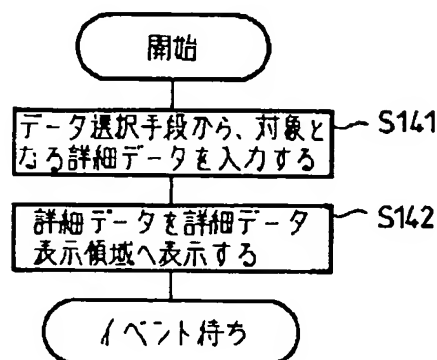 開始
データ選択手段から、対象と S141
なる詳細データを入力する
詳細データを詳細データ S142
表示領域へ表示する
イベント待ち